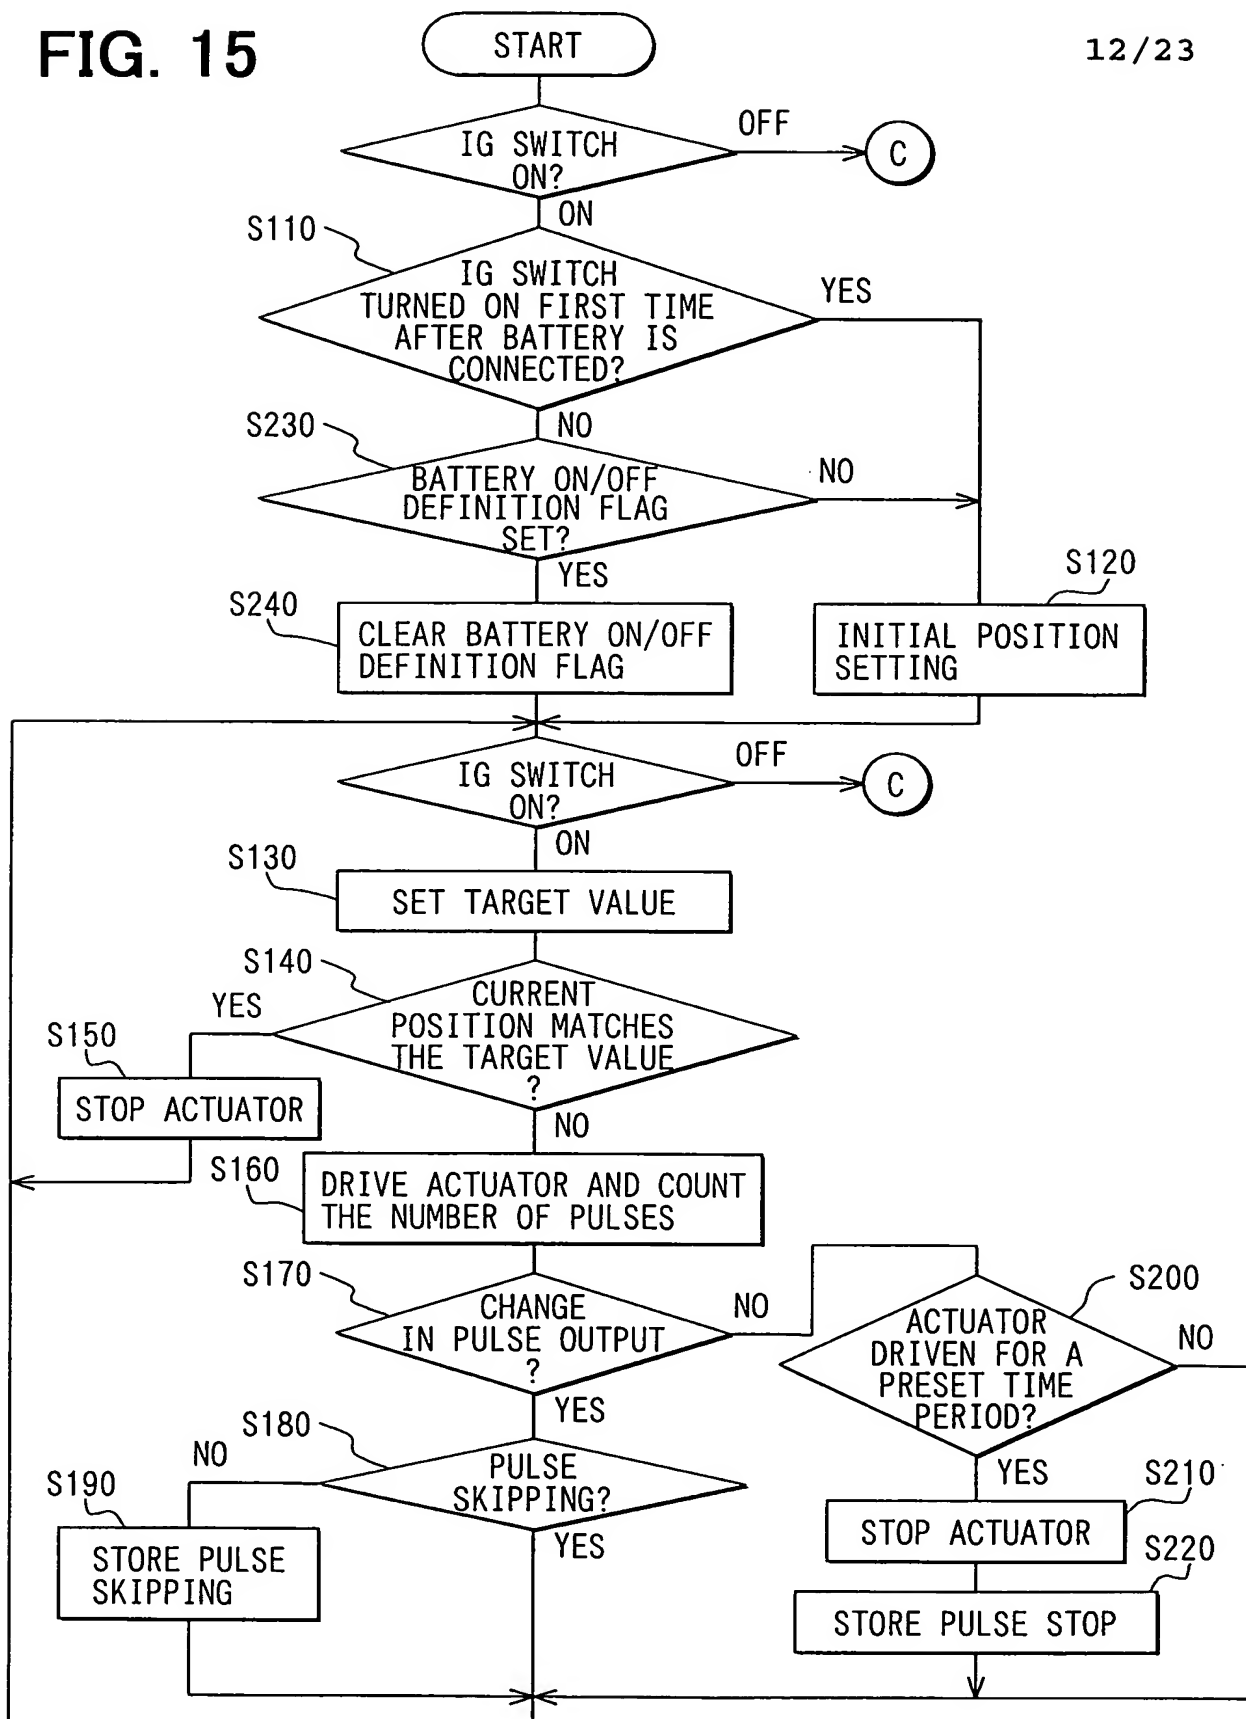 FIG. 15
12/23
START
IG SWITCH
ON?
OFF
C
ON
S110
IG SWITCH
TURNED ON FIRST TIME
AFTER BATTERY IS
CONNECTED?
YES
NO
S230
BATTERY ON/OFF
DEFINITION FLAG
SET?
NO
YES
S240
CLEAR BATTERY ON/OFF
DEFINITION FLAG
S120
INITIAL POSITION
SETTING
IG SWITCH
ON?
OFF
C
ON
S130
SET TARGET VALUE
S140
CURRENT
POSITION MATCHES
THE TARGET VALUE
?
YES
S150
STOP ACTUATOR
NO
S160
DRIVE ACTUATOR AND COUNT
THE NUMBER OF PULSES
S170
CHANGE
IN PULSE OUTPUT
?
NO
S200
ACTUATOR
DRIVEN FOR A
PRESET TIME
PERIOD?
NO
YES
S180
PULSE
SKIPPING?
NO
YES
S190
STORE PULSE
SKIPPING
YES
S210
STOP ACTUATOR
S220
STORE PULSE STOP